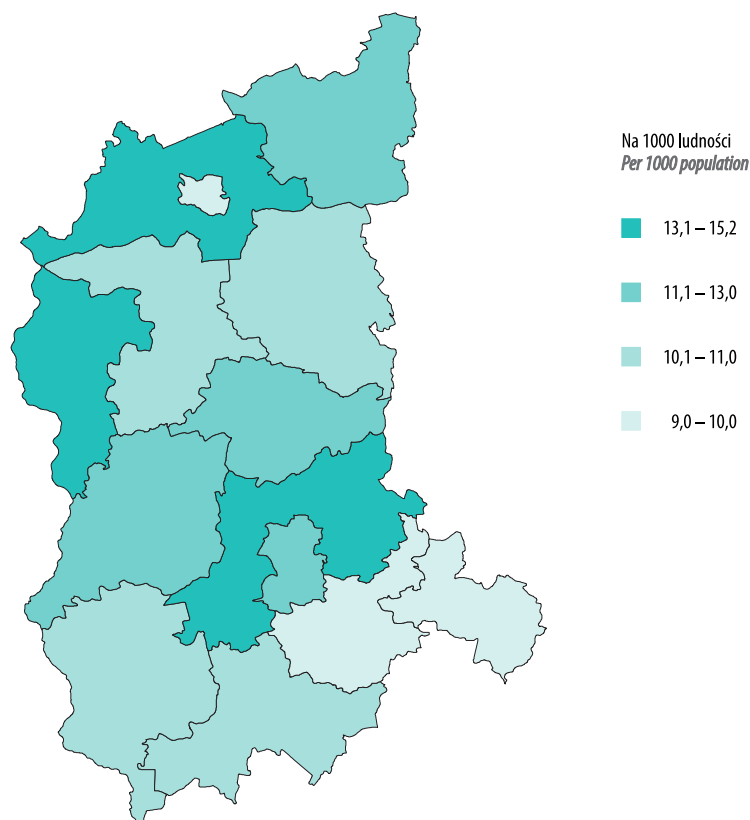 Na 1000 ludności
Per 1000 population
13,1 – 15,2
11,1 – 13,0
10,1 – 11,0
9,0 – 10,0